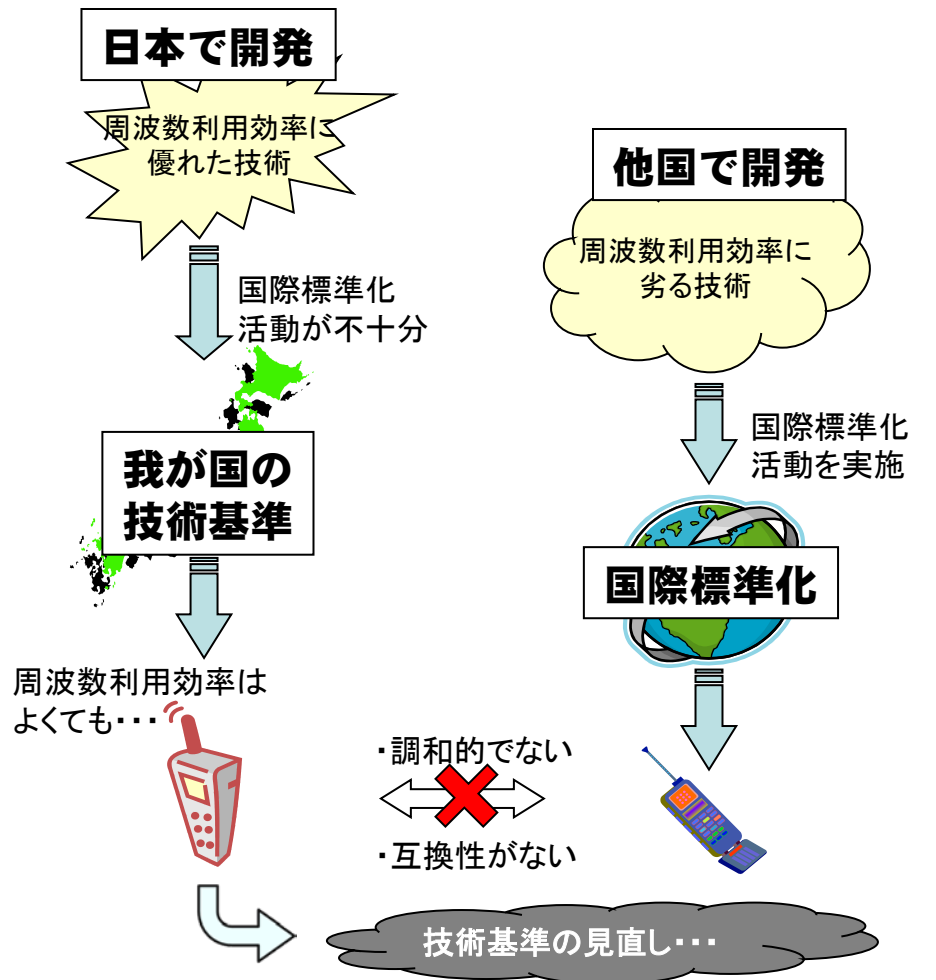 日本で開発
周波数利用効率に
優れた技術
国際標準化
活動が不十分
我が国の
技術基準
周波数利用効率は
よくても・・・
他国で開発
周波数利用効率に
劣る技術
国際標準化
活動を実施
国際標準化
・調和的でない
・互換性がない
技術基準の見直し・・・